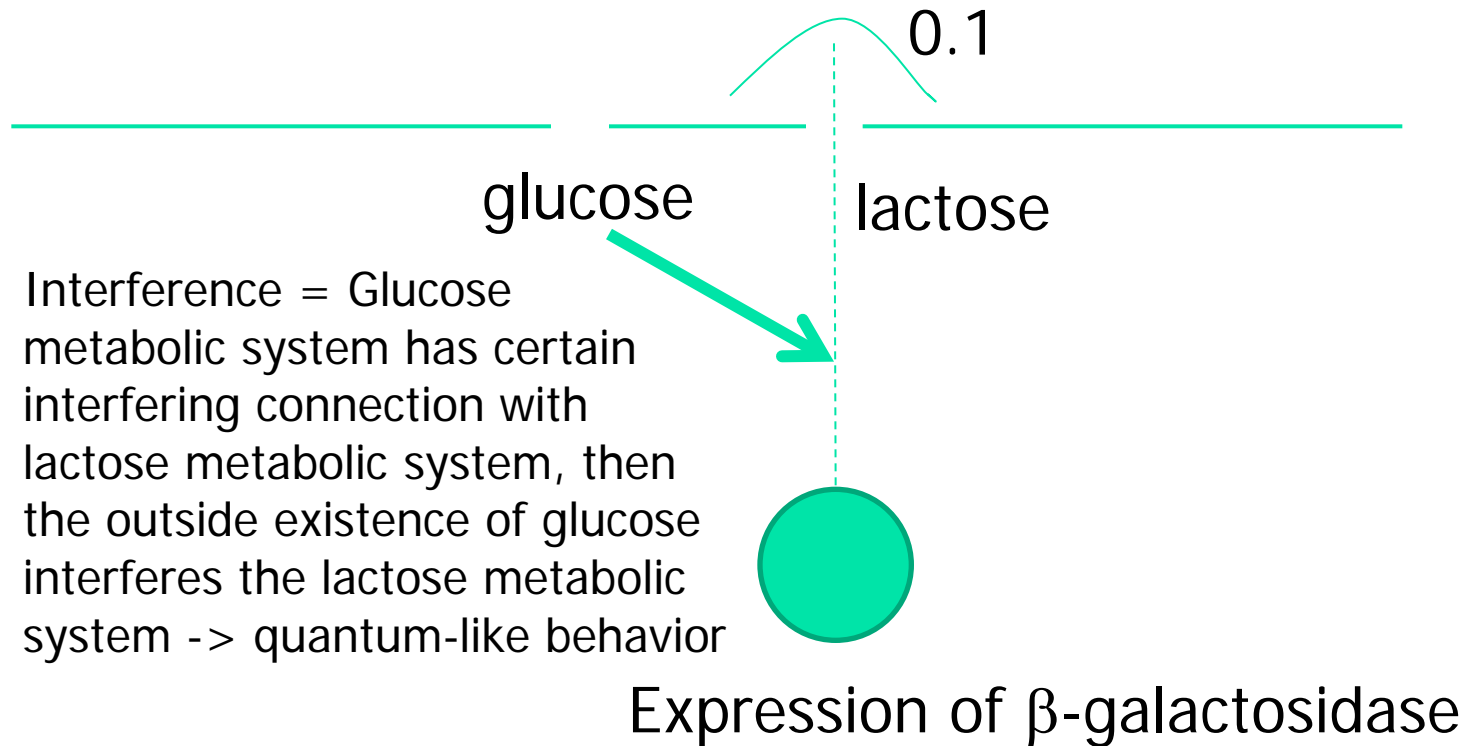 0.1
glucose
lactose
Interference = Glucose
metabolic system has certain
interfering connection with
lactose metabolic system, then
the outside existence of glucose
interferes the lactose metabolic
system -> quantum-like behavior
Expression of β-galactosidase